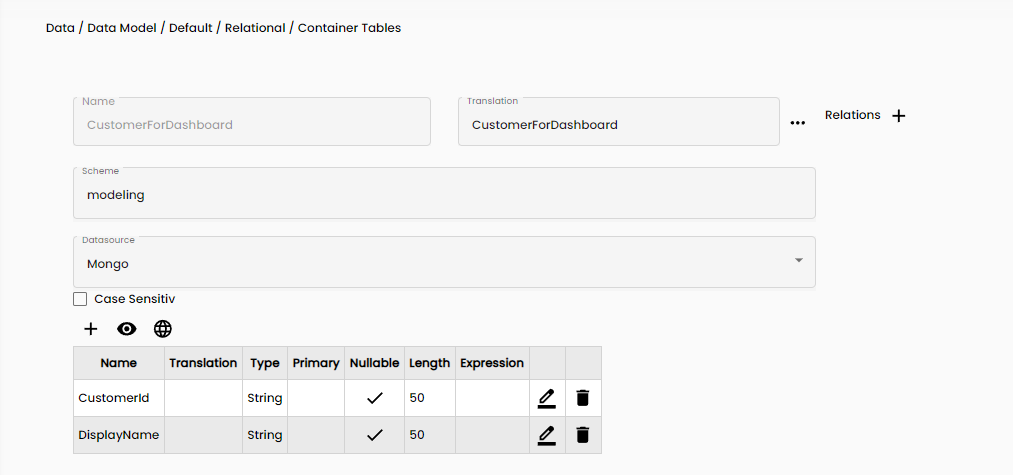 Data / Data Model / Default / Relational / Container Tables
Name
CustomerForDashboard
Translation
CustomerForDashboard
Relations
Scheme
modeling
Datasource
Mongo
Case Sensitiv
Name Translation Type Primary Nullable Length Expression
CustomerId String 50
DisplayName String 50